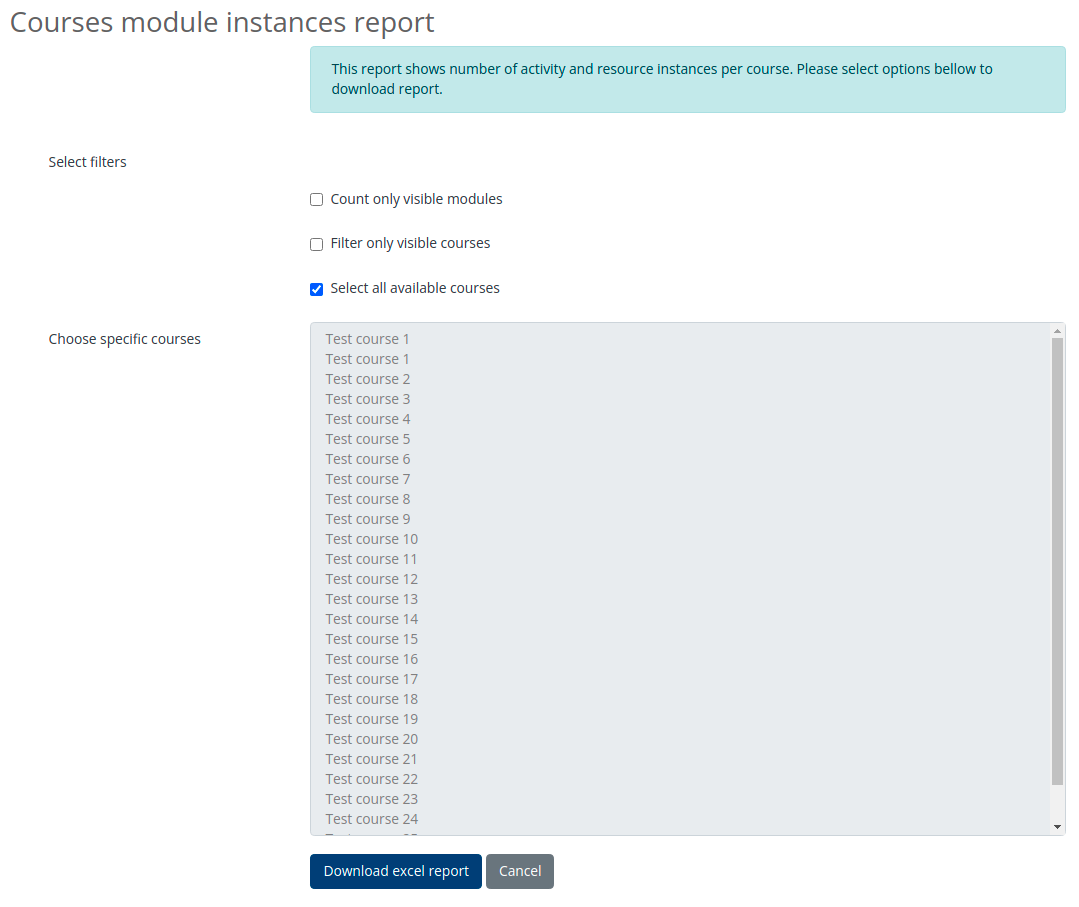 Courses module instances report
This report shows number of activity and resource instances per course. Please select options bellow to
download report.
Select filters
Count only visible modules
Filter only visible courses
Select all available courses
Choose specific courses
Test course 1
Test course 1
Test course 2
Test course 3
Test course 4
Test course 5
Test course 6
Test course 7
Test course 8
Test course 9
Test course 10
Test course 11
Test course 12
Test course 13
Test course 14
Test course 15
Test course 16
Test course 17
Test course 18
Test course 19
Test course 20
Test course 21
Test course 22
Test course 23
Test course 24
Download excel report
Cancel